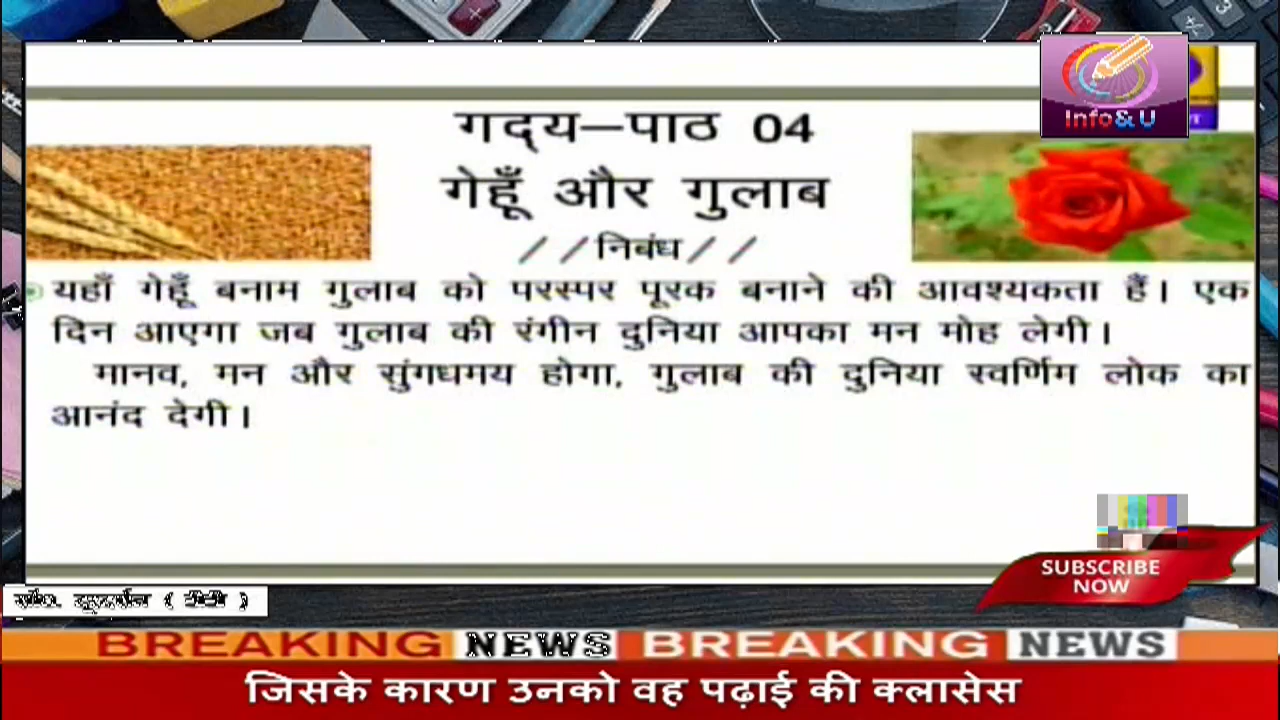 Info&U
गद्य–पाठ 04
गेहूँ और गुलाब
//निबंध//
यहाँ गेहूँ बनाम गुलाब को परस्पर पूरक बनाने की आवश्यकता हैं। एक
दिन आएगा जब गुलाब की रंगीन दुनिया आपका मन मोह लेगी।
मानव, मन और सुंगधमय होगा, गुलाब की दुनिया स्वर्णिम लोक का
आनंद देगी।
SUBSCRIBE
NOW
BREAKING NEWS BREAKING NEWS
जिसके कारण उनको वह पढ़ाई की क्लासेस